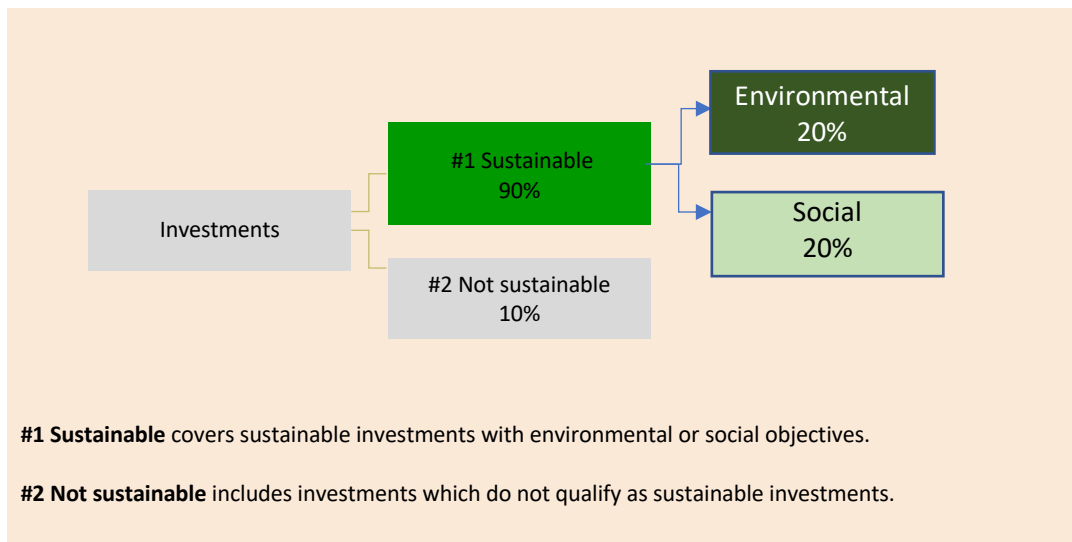 Investments
#1 Sustainable
90%
#2 Not sustainable
10%
Environmental
20%
Social
20%
#1 Sustainable covers sustainable investments with environmental or social objectives.
#2 Not sustainable includes investments which do not qualify as sustainable investments.